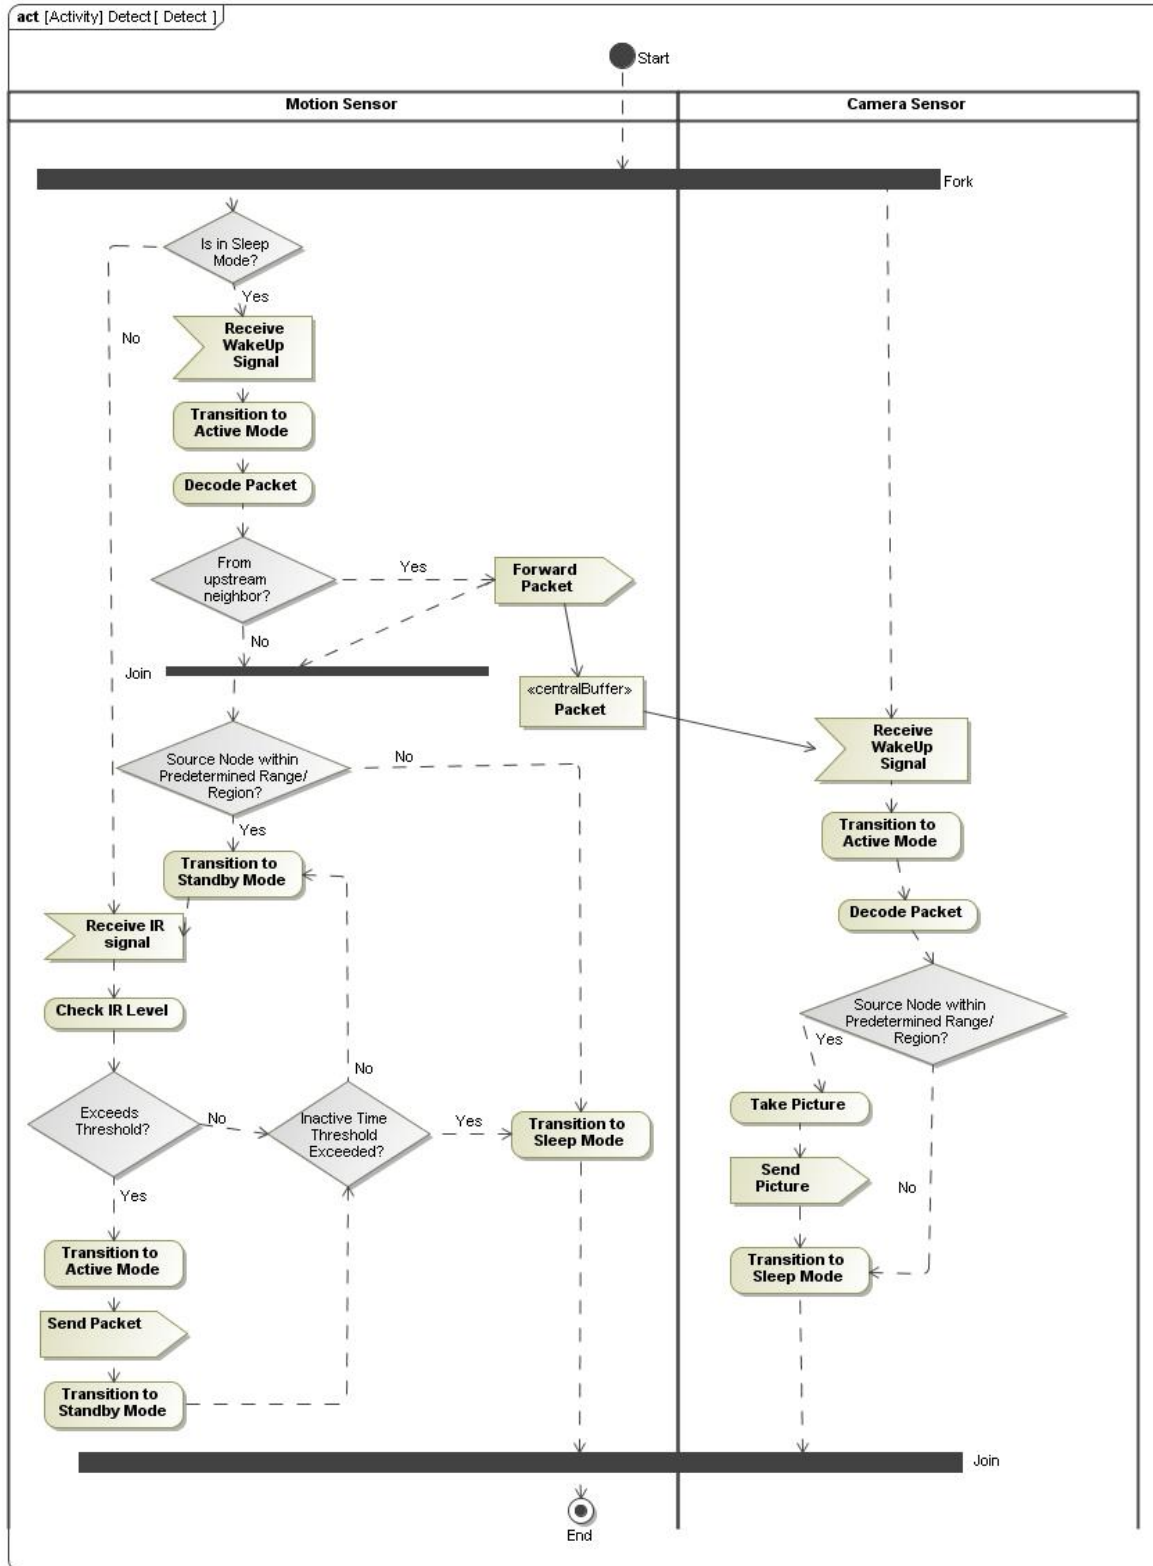 act [Activity] Detect [ Detect ]
Start
Motion Sensor
Camera Sensor
Fork
Is in Sleep
Mode?
Yes
No
Receive
WakeUp
Signal
Transition to
Active Mode
Decode Packet
From
upstream
neighbor?
Yes
Forward
Packet
No
Join
«centralBuffer»
Packet
Source Node within
Predetermined Range/
Region?
No
Yes
Transition to
Standby Mode
Receive IR
signal
Check IR Level
Exceeds
Threshold?
No
Inactive Time
Threshold
Exceeded?
No
Yes
Transition to
Sleep Mode
Yes
Transition to
Active Mode
Send Packet
Transition to
Standby Mode
Receive
WakeUp
Signal
Transition to
Active Mode
Decode Packet
Source Node within
Predetermined Range/
Region?
Yes
Take Picture
Send
Picture
No
Transition to
Sleep Mode
Join
End